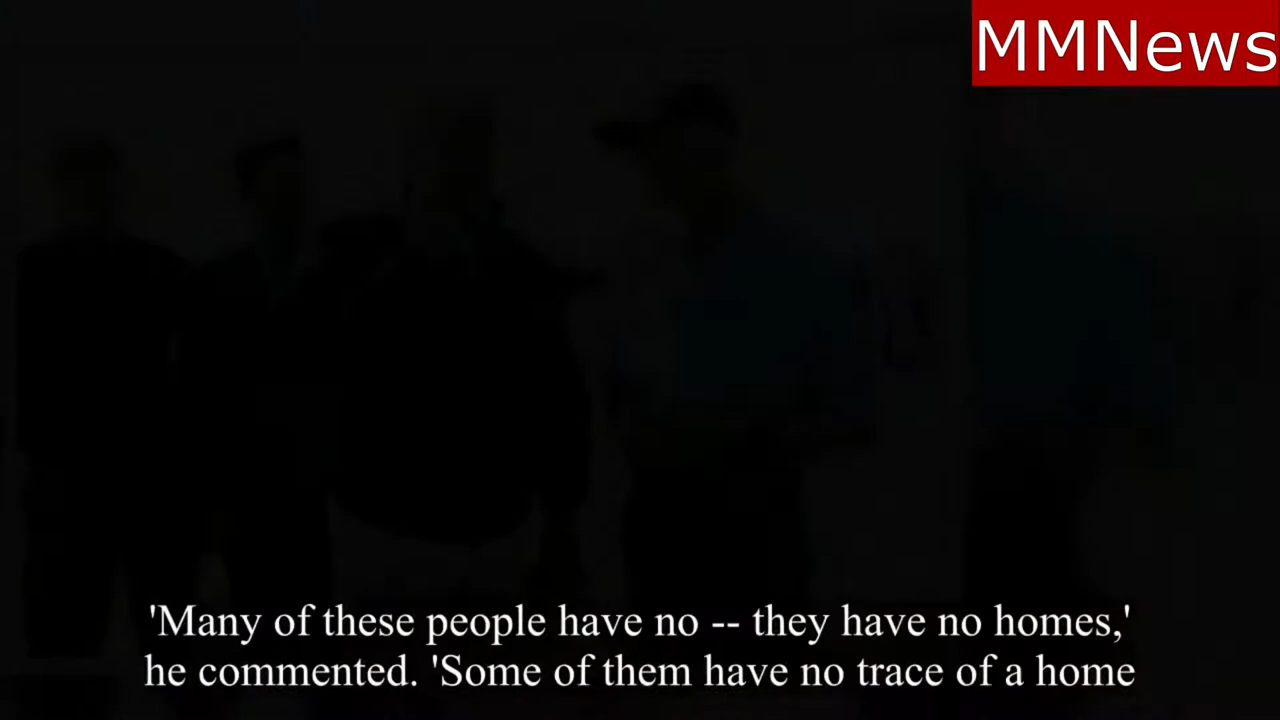 MMNews
'Many of these people have no -- they have no homes,'
he commented. 'Some of them have no trace of a home